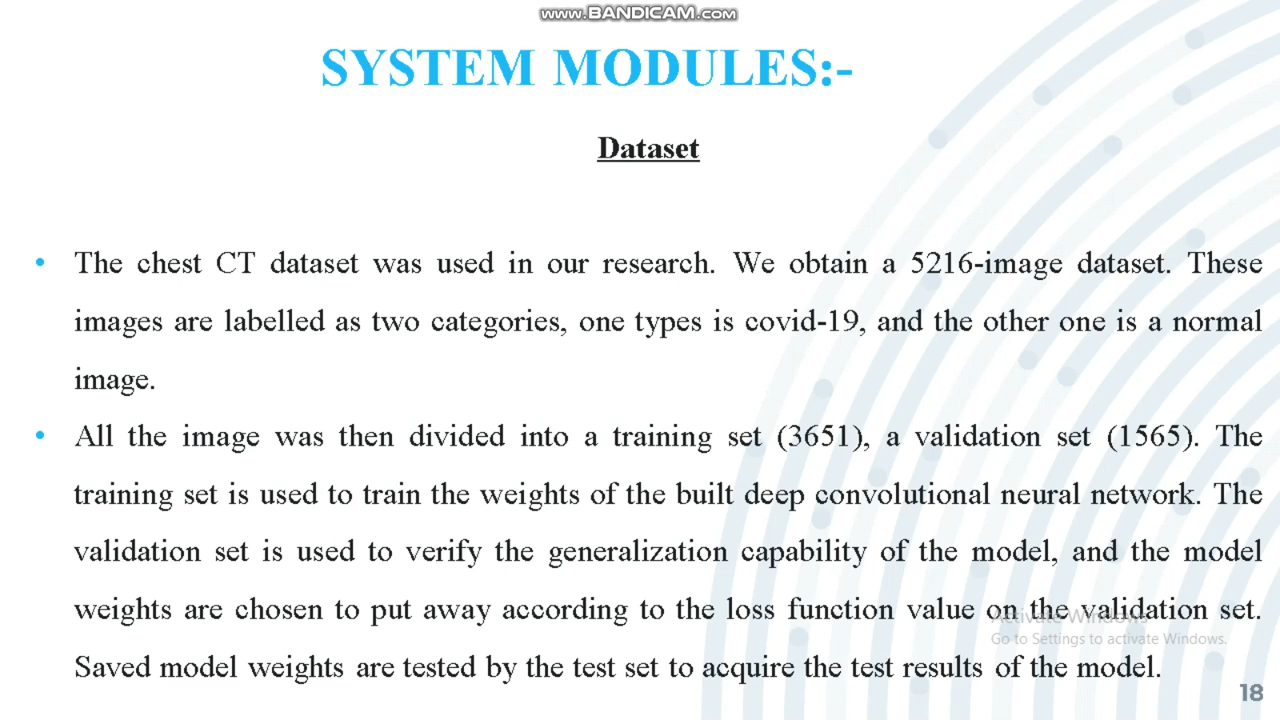 www.BANDICAM.com
SYSTEM MODULES:-
Dataset
• The chest CT dataset was used in our research. We obtain a 5216-image dataset. These
images are labelled as two categories, one types is covid-19, and the other one is a normal
image.
• All the image was then divided into a training set (3651), a validation set (1565). The
training set is used to train the weights of the built deep convolutional neural network. The
validation set is used to verify the generalization capability of the model, and the model
weights are chosen to put away according to the loss function value on the validation set.
Activate Windows
Go to Settings to activate Windows.
Saved model weights are tested by the test set to acquire the test results of the model.
18